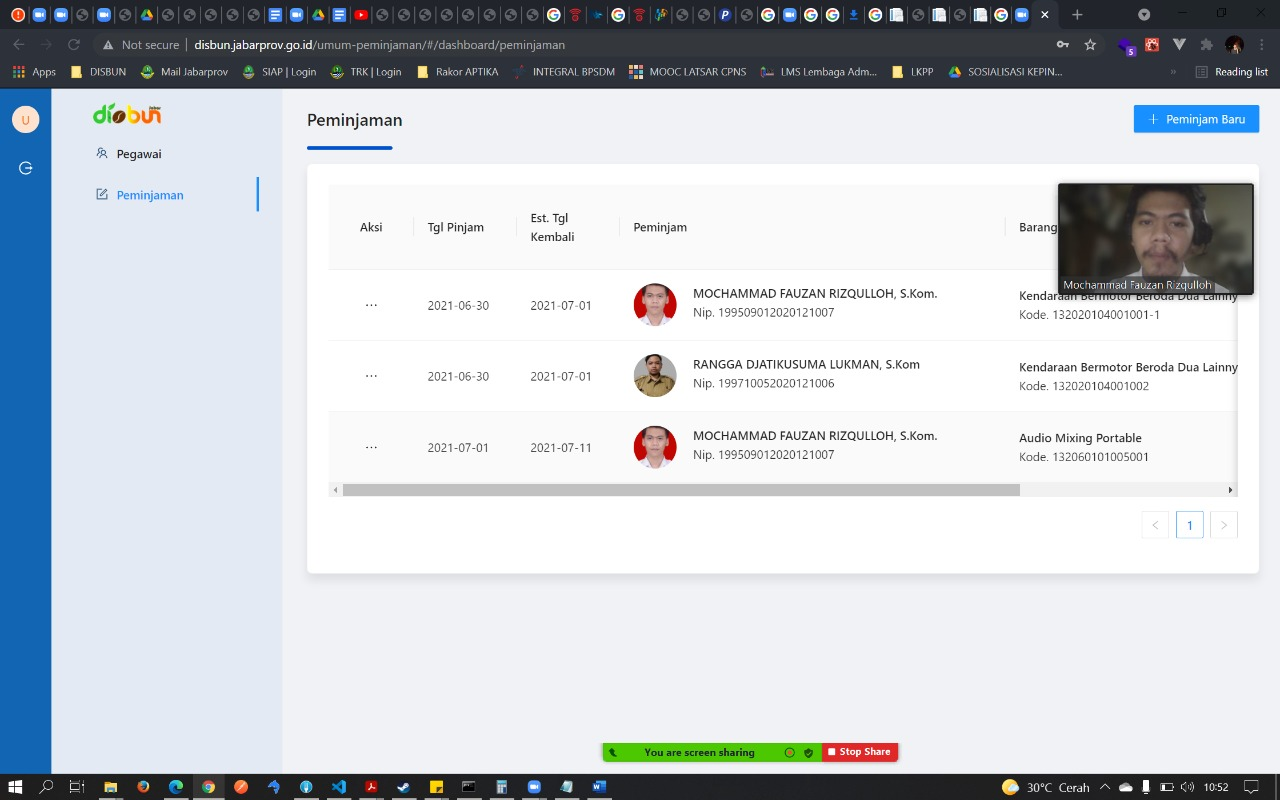 Not secure
disbun.jabarprov.go.id/umum-peminjaman/#/dashboard/peminjaman
5
Apps
DISBUN
Mail Jabarprov
SIAP | Login
TRK | Login
Rakor APTIKA
INTEGRAL BPSDM
MOOC LATSAR CPNS
LMS Lembaga Adm...
LKPP
SOSIALISASI KEPIN...
»
Reading list
U
disbun
Pegawai
Peminjaman
Peminjaman
+ Peminjam Baru
Aksi
Tgl Pinjam
Est. Tgl
Kembali
Peminjam
Barang
Mochammad Fauzan Rizqulloh
···
2021-06-30
2021-07-01
MOCHAMMAD FAUZAN RIZQULLOH, S.Kom.
Nip. 199509012020121007
Kendaraan Bermotor Beroda Dua Lainny
Kode. 132020104001001-1
···
2021-06-30
2021-07-01
RANGGA DJATIKUSUMA LUKMAN, S.Kom
Nip. 199710052020121006
Kendaraan Bermotor Beroda Dua Lainny
Kode. 132020104001002
···
2021-07-01
2021-07-11
MOCHAMMAD FAUZAN RIZQULLOH, S.Kom.
Nip. 199509012020121007
Audio Mixing Portable
Kode. 132060101005001
< 1 >
You are screen sharing
Stop Share
30°C Cerah
10:52